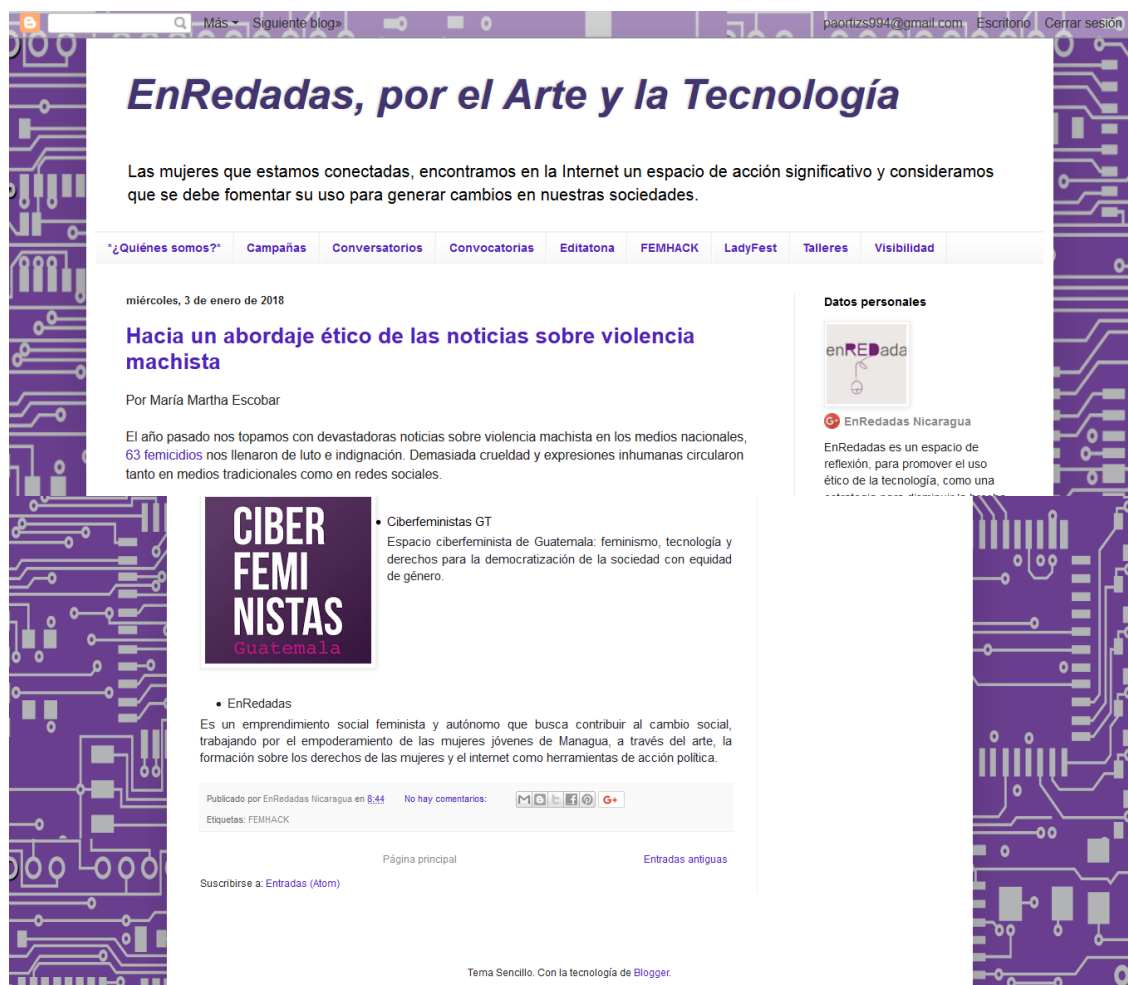 Más Siguiente blog» paortizs994@gmail.com Escritorio Cerrar sesión
EnRedadas, por el Arte y la Tecnología
Las mujeres que estamos conectadas, encontramos en la Internet un espacio de acción significativo y consideramos
que se debe fomentar su uso para generar cambios en nuestras sociedades.
*¿Quiénes somos?* Campañas Conversatorios Convocatorias Editatona FEMHACK LadyFest Talleres Visibilidad
miércoles, 3 de enero de 2018
Hacia un abordaje ético de las noticias sobre violencia
machista
Por María Martha Escobar
El año pasado nos topamos con devastadoras noticias sobre violencia machista en los medios nacionales,
63 femicidios nos llenaron de luto e indignación. Demasiada crueldad y expresiones inhumanas circularon
tanto en medios tradicionales como en redes sociales.
Datos personales
enREDada
EnRedadas Nicaragua
EnRedadas es un espacio de
reflexión, para promover el uso
ético de la tecnología, como una
estrategia para disminuir la brecha
CIBER
FEMI
NISTAS
Guatemala
• Ciberfeministas GT
Espacio ciberfeminista de Guatemala: feminismo, tecnología y
derechos para la democratización de la sociedad con equidad
de género.
• EnRedadas
Es un emprendimiento social feminista y autónomo que busca contribuir al cambio social,
trabajando por el empoderamiento de las mujeres jóvenes de Managua, a través del arte, la
formación sobre los derechos de las mujeres y el internet como herramientas de acción política.
Publicado por EnRedadas Nicaragua en 8:44 No hay comentarios: G+
Etiquetas: FEMHACK
Página principal Entradas antiguas
Suscribirse a: Entradas (Atom)
Tema Sencillo. Con la tecnología de Blogger.